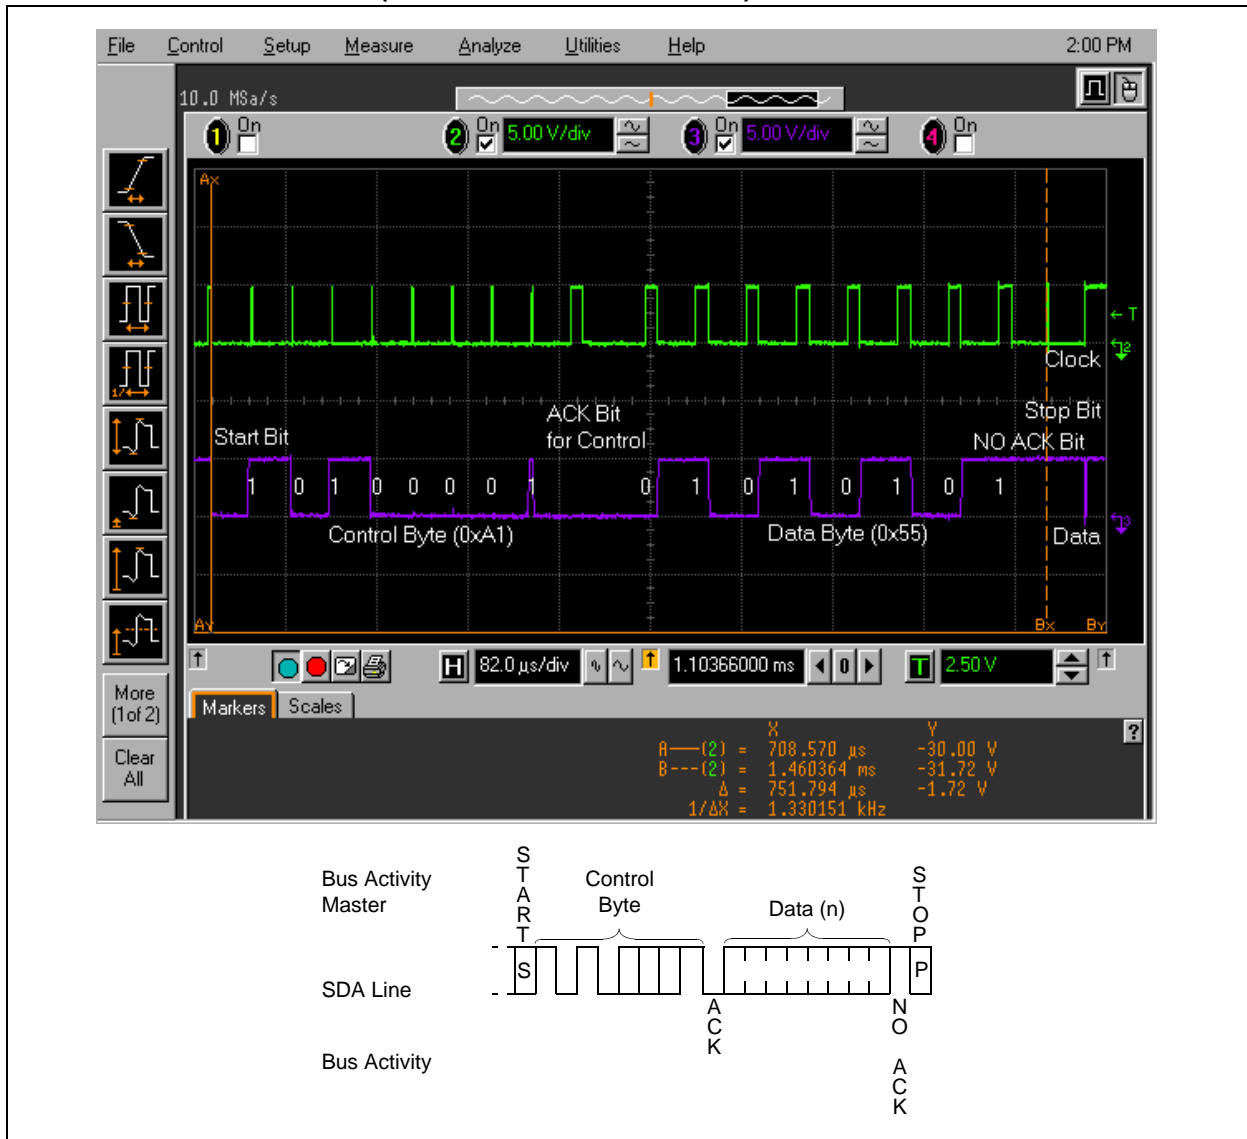 File Control Setup Measure Analyze Utilities Help 2:00 PM
10.0 MSa/s
1 On 2 On 5.00 V/div 3 On 5.00 V/div 4 On
Ax
T
2
Clock
ACK Bit
for Control
Stop Bit
Start Bit
NO ACK Bit
1 0 1 0 0 0 0 1 0 1 0 1 0 1 0 1
Control Byte (0xA1)
Data Byte (0x55)
Data
3
Ay Bx By
1/
H 82.0 µs/div 1.10366000 ms 0 T 2.50 V
More
(1of 2)
Clear
All
Markers Scales
?
X Y
A——(2) = 708.570 µs -30.00 V
B---(2) = 1.460364 ms -31.72 V
Δ = 751.794 µs -1.72 V
1/ΔX = 1.330151 kHz
Bus Activity
Master
START
Control
Byte
Data (n)
STOP
SDA Line
S
P
ACK
NO ACK
Bus Activity